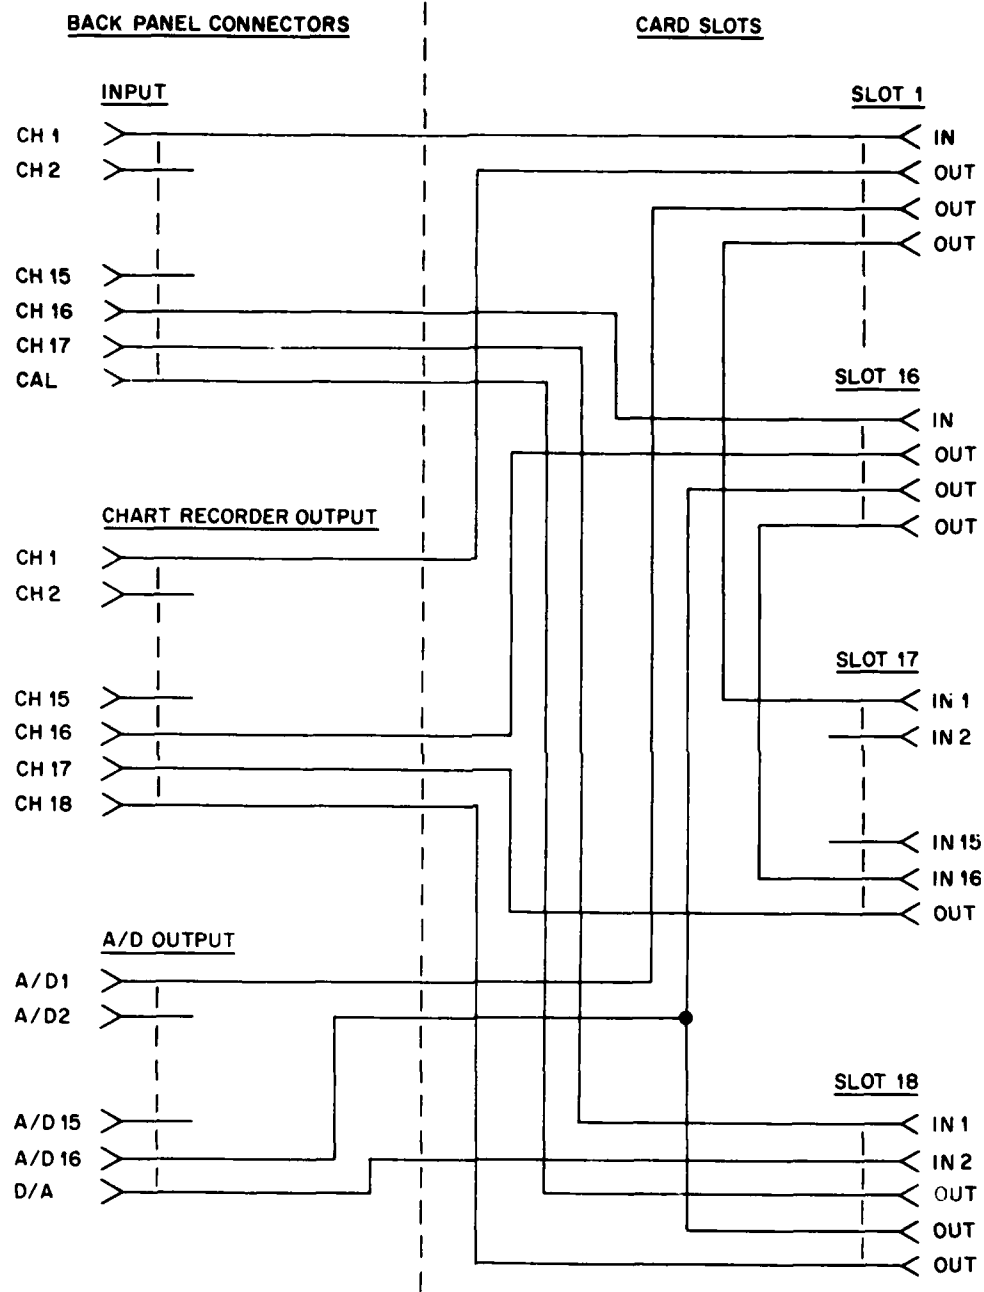 BACK PANEL CONNECTORS
CARD SLOTS
INPUT
CH 1
CH 2
CH 15
CH 16
CH 17
CAL
CHART RECORDER OUTPUT
CH 1
CH 2
CH 15
CH 16
CH 17
CH 18
A/D OUTPUT
A/D1
A/D2
A/D 15
A/D 16
D/A
SLOT 1
IN
OUT
OUT
OUT
SLOT 16
IN
OUT
OUT
OUT
SLOT 17
IN 1
IN 2
IN 15
IN 16
OUT
SLOT 18
IN 1
IN 2
OUT
OUT
OUT